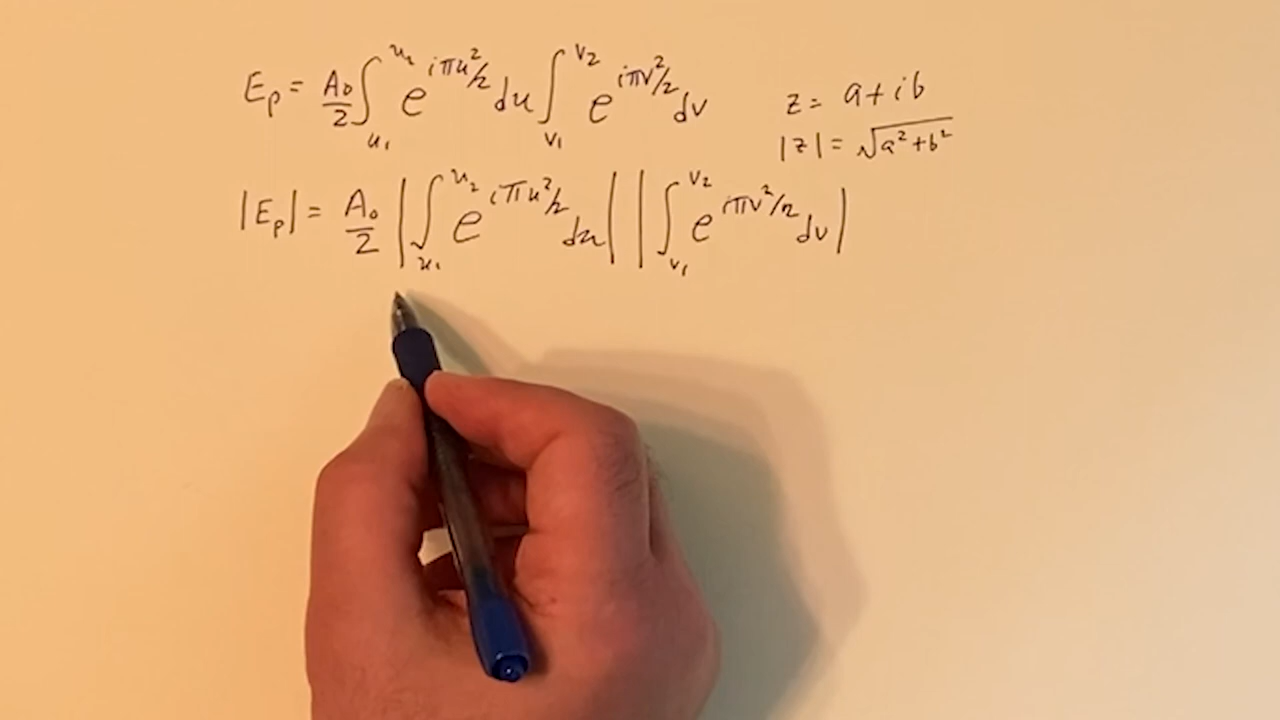 E_p = A_0/2 ∫_{u_1}^{u_2} e^{iπu²/2} du ∫_{v_1}^{v_2} e^{iπv²/2} dv
z = a + ib
|z| = √(a² + b²)
|E_p| = A_0/2 |∫_{u_1}^{u_2} e^{iπu²/2} du| |∫_{v_1}^{v_2} e^{iπv²/2} dv|